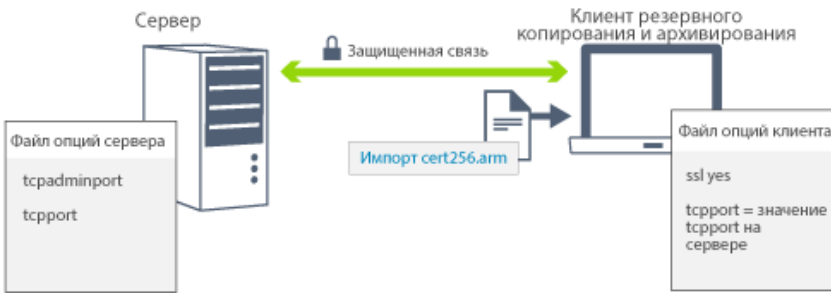 Сервер
Клиент резервного
копирования и архивирования
Защищенная связь
Файл опций сервера
tcpadminport
tcpport
Импорт cert256.arm
Файл опций клиента
ssl yes
tcpport = значение
tcpport на
сервере